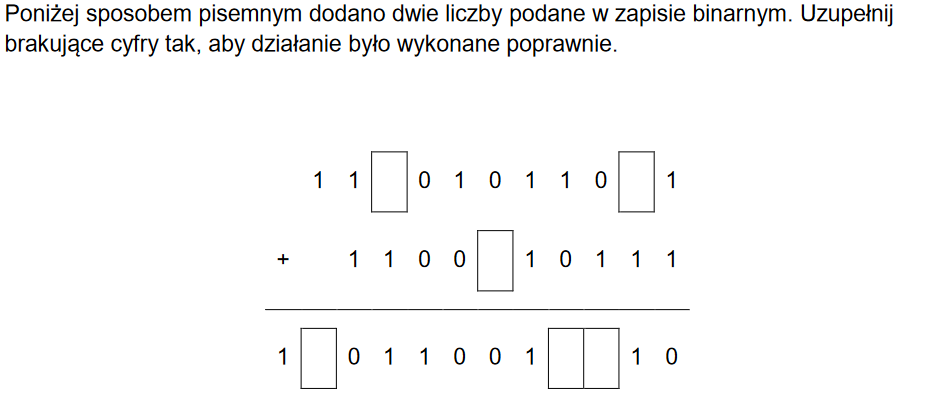 Poniżej sposobem pisemnym dodano dwie liczby podane w zapisie binarnym. Uzupełnij
brakujące cyfry tak, aby działanie było wykonane poprawnie.
1 1 0 1 0 1 1 0 1
+ 1 1 0 0 1 0 1 1 1
1 0 1 1 0 0 1 1 0